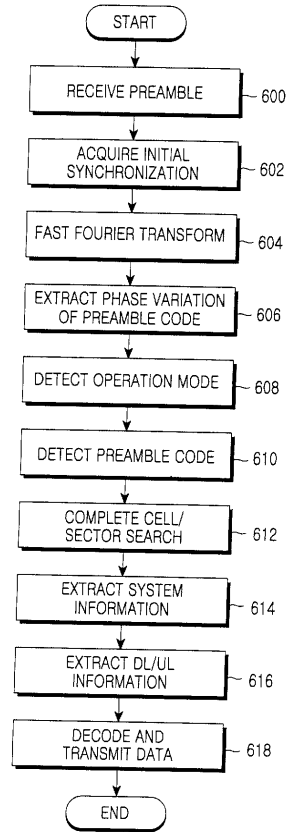 START
RECEIVE PREAMBLE 600
ACQUIRE INITIAL
SYNCHRONIZATION 602
FAST FOURIER TRANSFORM 604
EXTRACT PHASE VARIATION
OF PREAMBLE CODE 606
DETECT OPERATION MODE 608
DETECT PREAMBLE CODE 610
COMPLETE CELL/
SECTOR SEARCH 612
EXTRACT SYSTEM
INFORMATION 614
EXTRACT DL/UL
INFORMATION 616
DECODE AND
TRANSMIT DATA 618
END